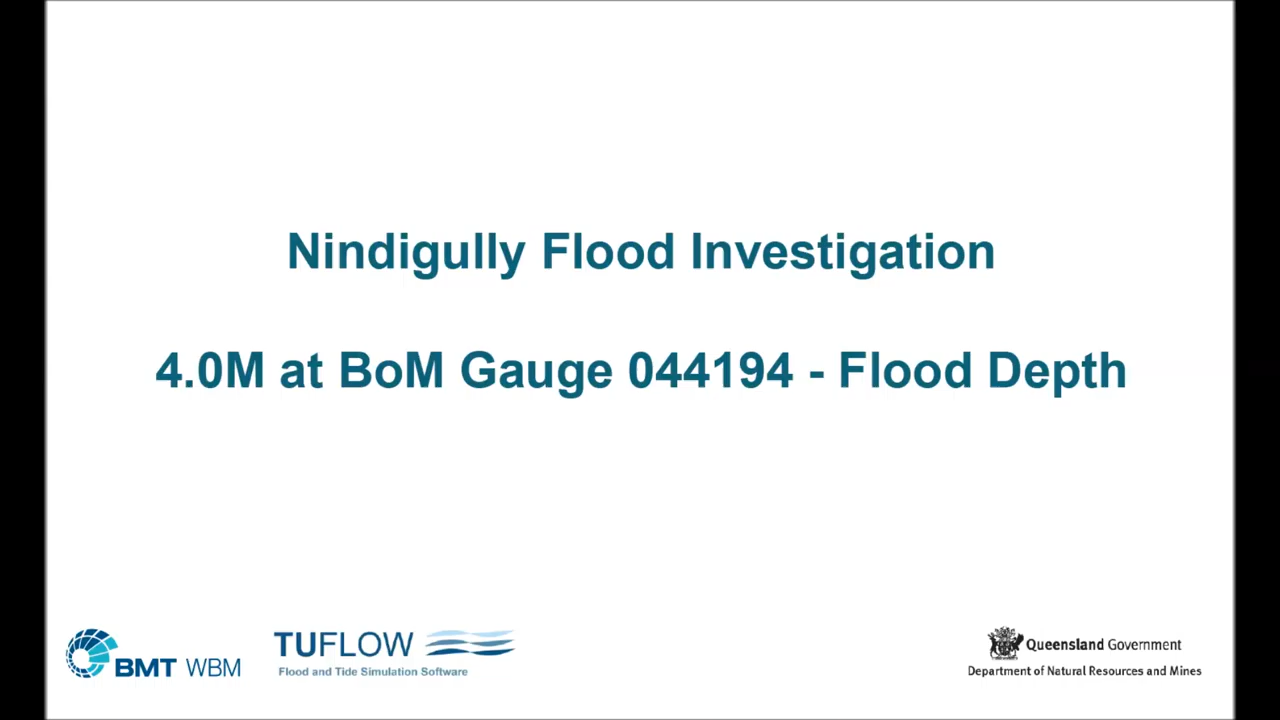 Nindigully Flood Investigation
4.0M at BoM Gauge 044194 - Flood Depth
BMT WBM
TUFLOW
Flood and Tide Simulation Software
Queensland Government
Department of Natural Resources and Mines